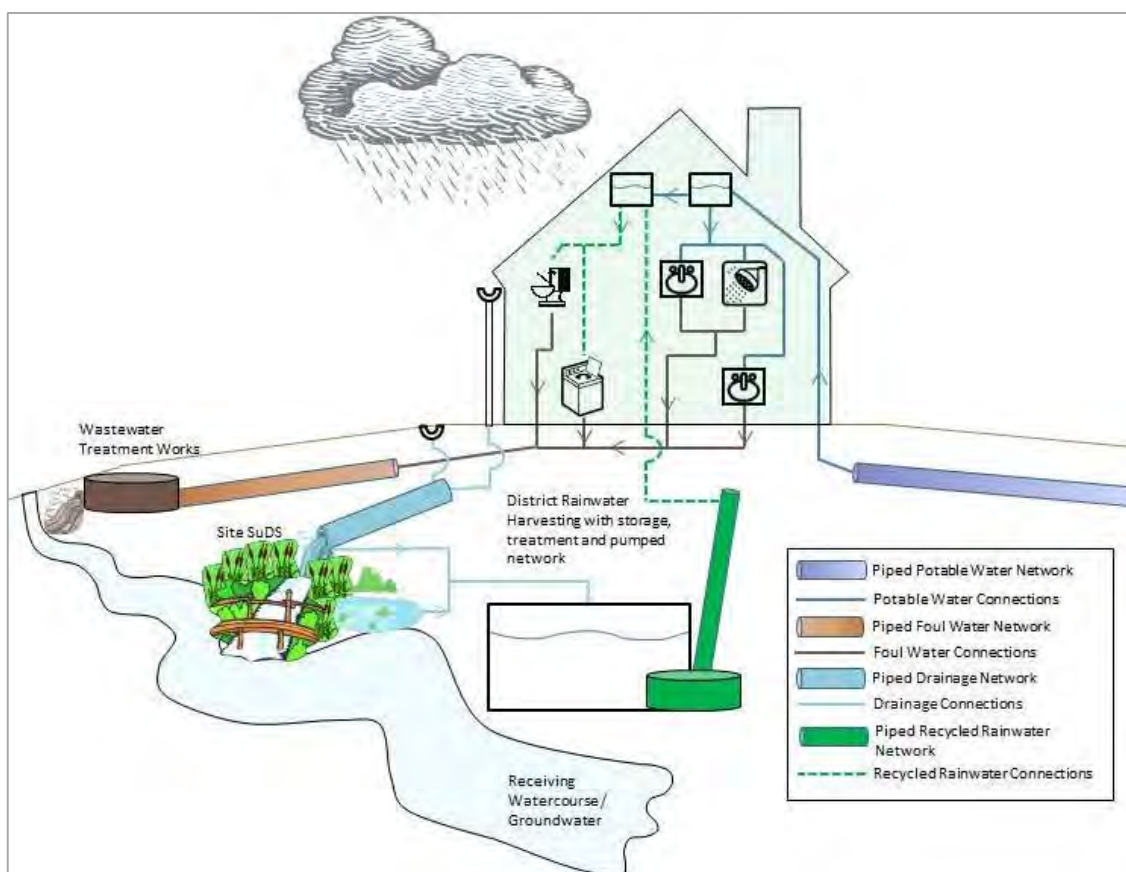 Wastewater
Treatment Works
Site SuDS
District Rainwater
Harvesting with storage,
treatment and pumped
network
Receiving
Watercourse/
Groundwater
Piped Potable Water Network
Potable Water Connections
Piped Foul Water Network
Foul Water Connections
Piped Drainage Network
Drainage Connections
Piped Recycled Rainwater
Network
Recycled Rainwater Connections